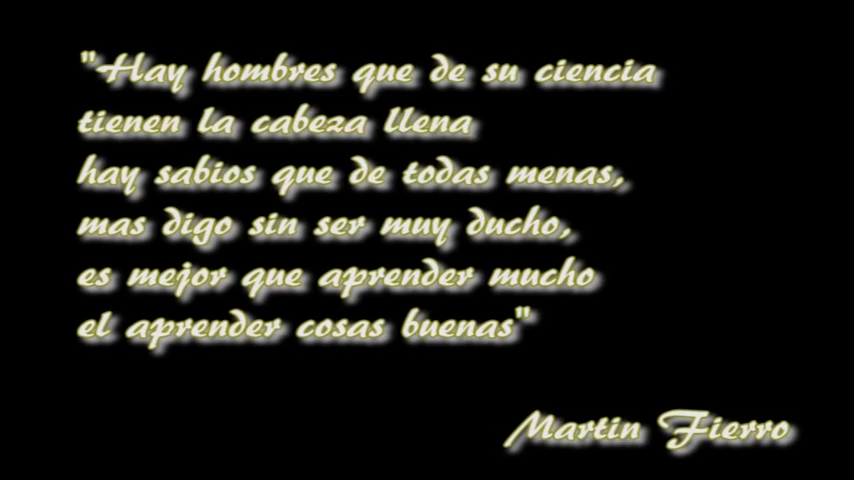 "Hay hombres que de su ciencia
tienen la cabeza llena
hay sabios que de todas menas,
mas digo sin ser muy ducho,
es mejor que aprender mucho
el aprender cosas buenas"
Martin Fierro